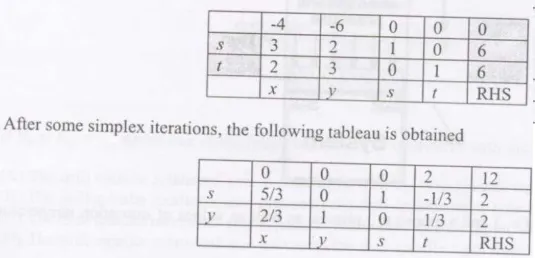 -4 -6 0 0 0
s 3 2 1 0 6
t 2 3 0 1 6
x y s t RHS
After some simplex iterations, the following tableau is obtained
0 0 0 2 12
s 5/3 0 1 -1/3 2
y 2/3 1 0 1/3 2
x y s t RHS